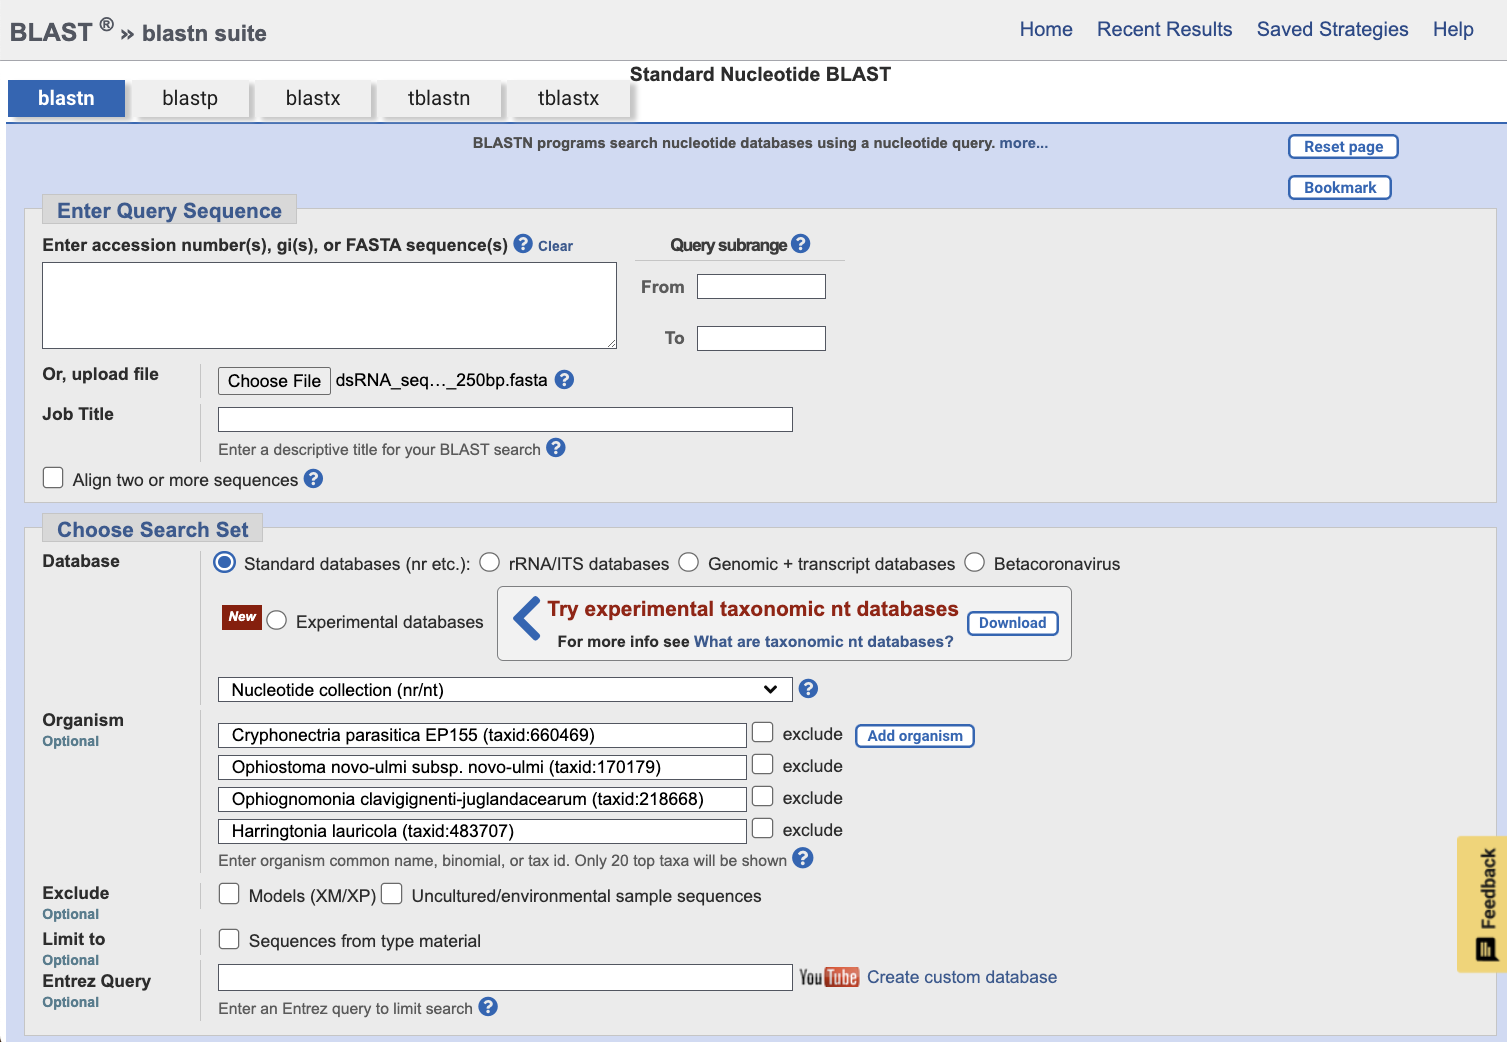 BLAST ® » blastn suite
Home Recent Results Saved Strategies Help
Standard Nucleotide BLAST
blastn blastp blastx tblastn tblastx
BLASTN programs search nucleotide databases using a nucleotide query. more...
Reset page
Bookmark
Enter Query Sequence
Enter accession number(s), gi(s), or FASTA sequence(s) ? Clear
Query subrange ?
From
To
Or, upload file Choose File dsRNA_seq..._250bp.fasta ?
Job Title
Enter a descriptive title for your BLAST search ?
Align two or more sequences ?
Choose Search Set
Database Standard databases (nr etc.): rRNA/ITS databases Genomic + transcript databases Betacoronavirus
New Experimental databases
Try experimental taxonomic nt databases
For more info see What are taxonomic nt databases?
Download
Nucleotide collection (nr/nt) ?
Organism
Optional
Cryphonectria parasitica EP155 (taxid:660469) exclude Add organism
Ophiostoma novo-ulmi subsp. novo-ulmi (taxid:170179) exclude
Ophiognomonia clavigignenti-juglandacearum (taxid:218668) exclude
Harringtonia lauricola (taxid:483707) exclude
Enter organism common name, binomial, or tax id. Only 20 top taxa will be shown ?
Exclude
Optional
Models (XM/XP) Uncultured/environmental sample sequences
Limit to
Optional
Sequences from type material
Entrez Query
Optional
YouTube Create custom database
Enter an Entrez query to limit search ?
Feedback